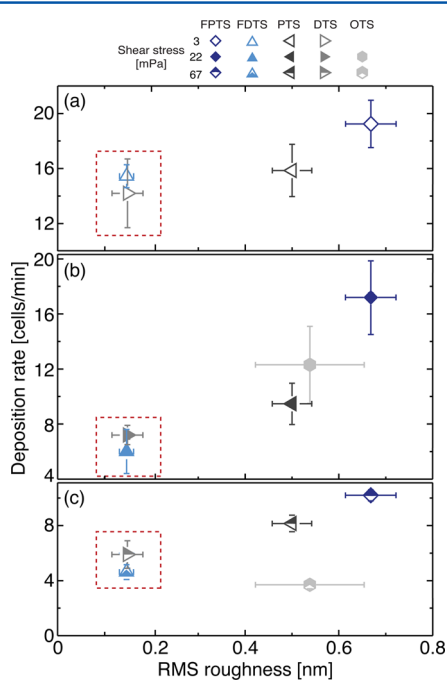 FPTS FDTS PTS DTS OTS
Shear stress
[mPa]
3
22
67
(a)
20
16
12
(b)
20
16
12
8
4
(c)
8
4
0
Deposition rate [cells/min]
0 0.2 0.4 0.6 0.8
RMS roughness [nm]